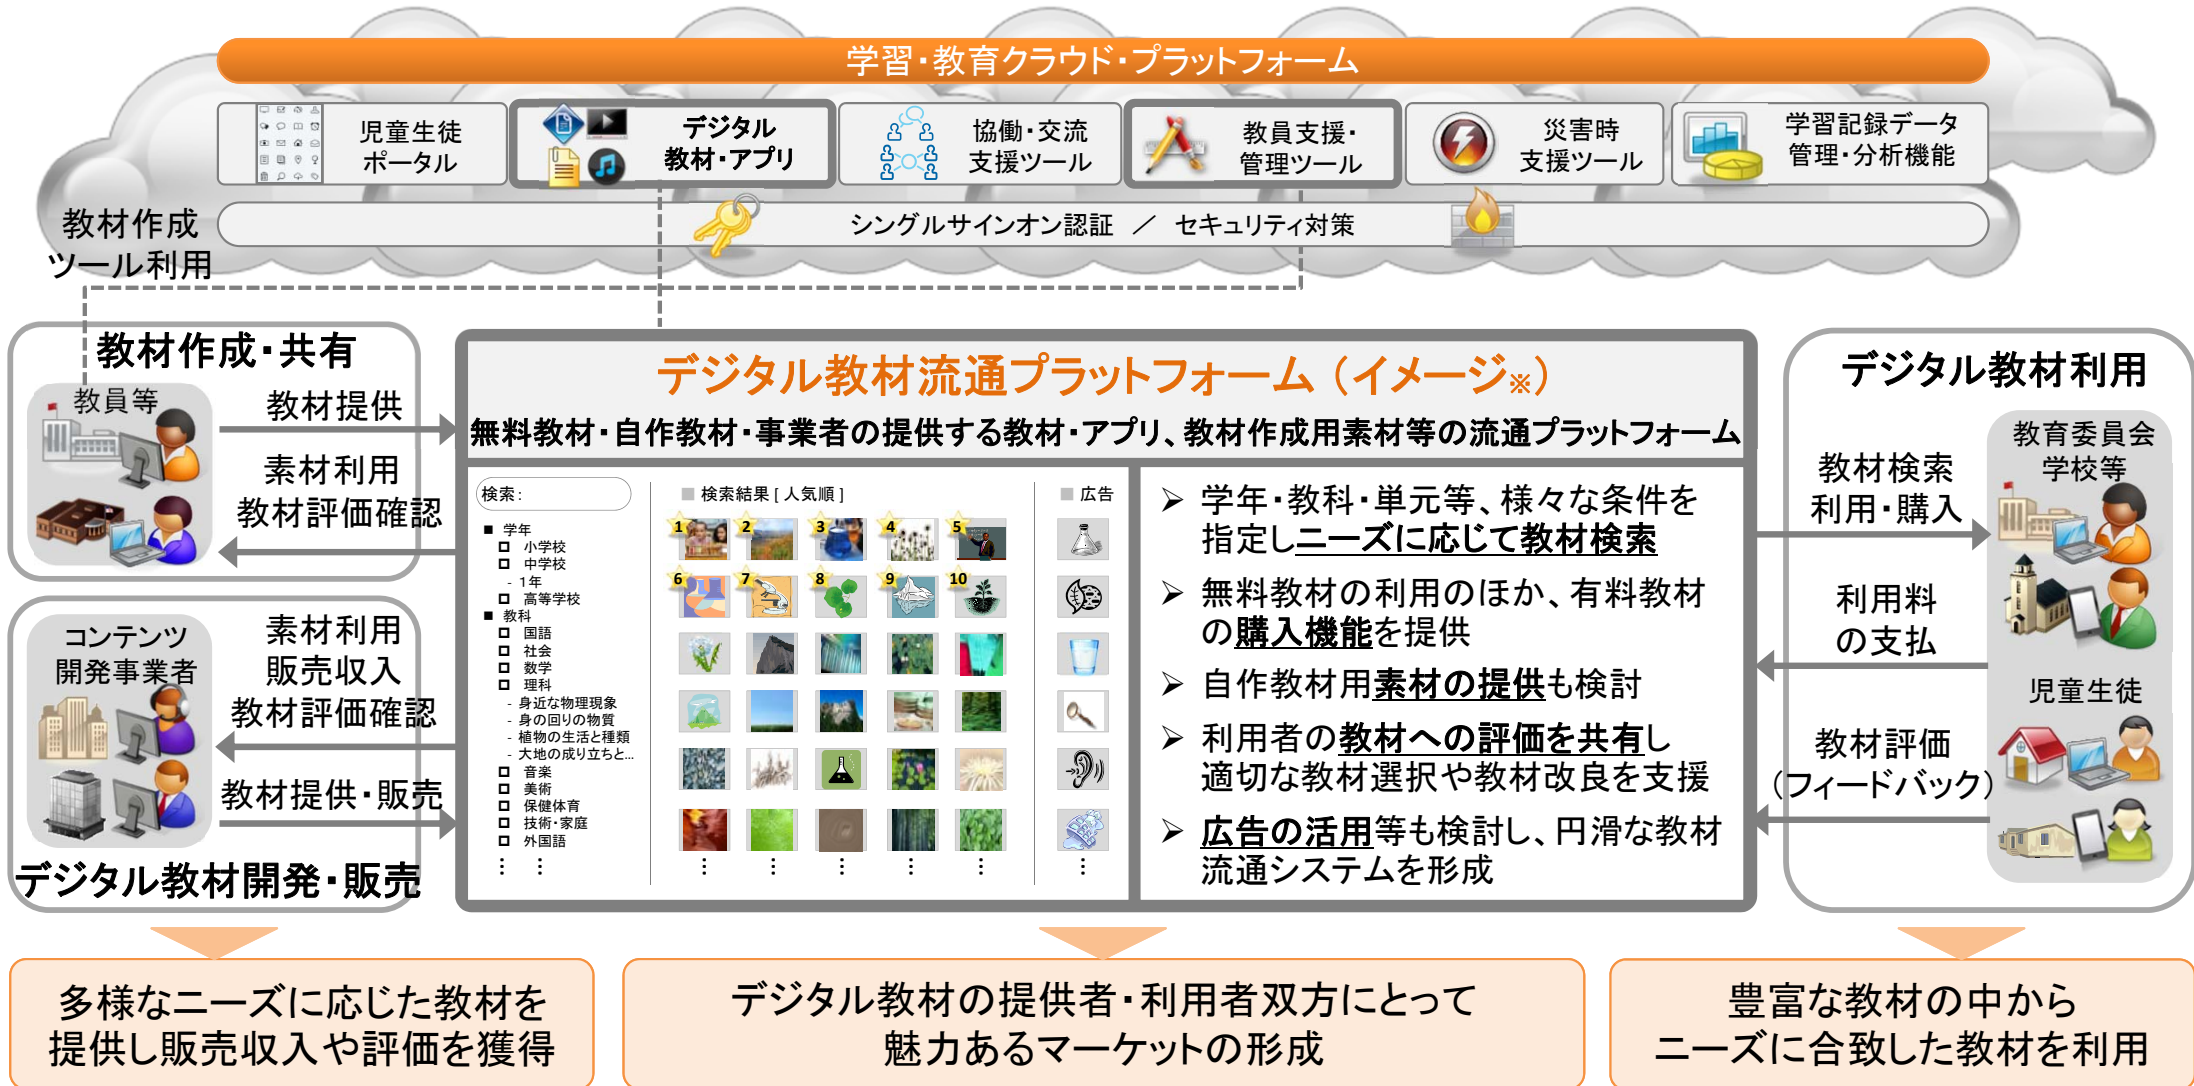 学習・教育クラウド・プラットフォーム
児童生徒
ポータル
デジタル
教材・アプリ
協働・交流
支援ツール
教員支援・
管理ツール
災害時
支援ツール
学習記録データ
管理・分析機能
シングルサインオン認証 ／ セキュリティ対策
教材作成
ツール利用
教材作成・共有
教員等
教材提供
素材利用
教材評価確認
コンテンツ
開発事業者
素材利用
販売収入
教材評価確認
教材提供・販売
デジタル教材開発・販売
デジタル教材流通プラットフォーム（イメージ※）
無料教材・自作教材・事業者の提供する教材・アプリ、教材作成用素材等の流通プラットフォーム
検索：
■ 学年
小学校
中学校
- 1年
高等学校
■ 教科
国語
社会
数学
理科
- 身近な物理現象
- 身の回りの物質
- 植物の生活と種類
- 大地の成り立ちと...
音楽
美術
保健体育
技術・家庭
外国語
⋮ ⋮
■ 検索結果 [ 人気順 ]
1 2 3 4 5
6 7 8 9 10
⋮ ⋮ ⋮ ⋮ ⋮
■ 広告
⋮
➢ 学年・教科・単元等、様々な条件を
指定しニーズに応じて教材検索
➢ 無料教材の利用のほか、有料教材
の購入機能を提供
➢ 自作教材用素材の提供も検討
➢ 利用者の教材への評価を共有し
適切な教材選択や教材改良を支援
➢ 広告の活用等も検討し、円滑な教材
流通システムを形成
デジタル教材利用
教材検索
利用・購入
利用料
の支払
教材評価
（フィードバック）
教育委員会
学校等
児童生徒
多様なニーズに応じた教材を
提供し販売収入や評価を獲得
デジタル教材の提供者・利用者双方にとって
魅力あるマーケットの形成
豊富な教材の中から
ニーズに合致した教材を利用